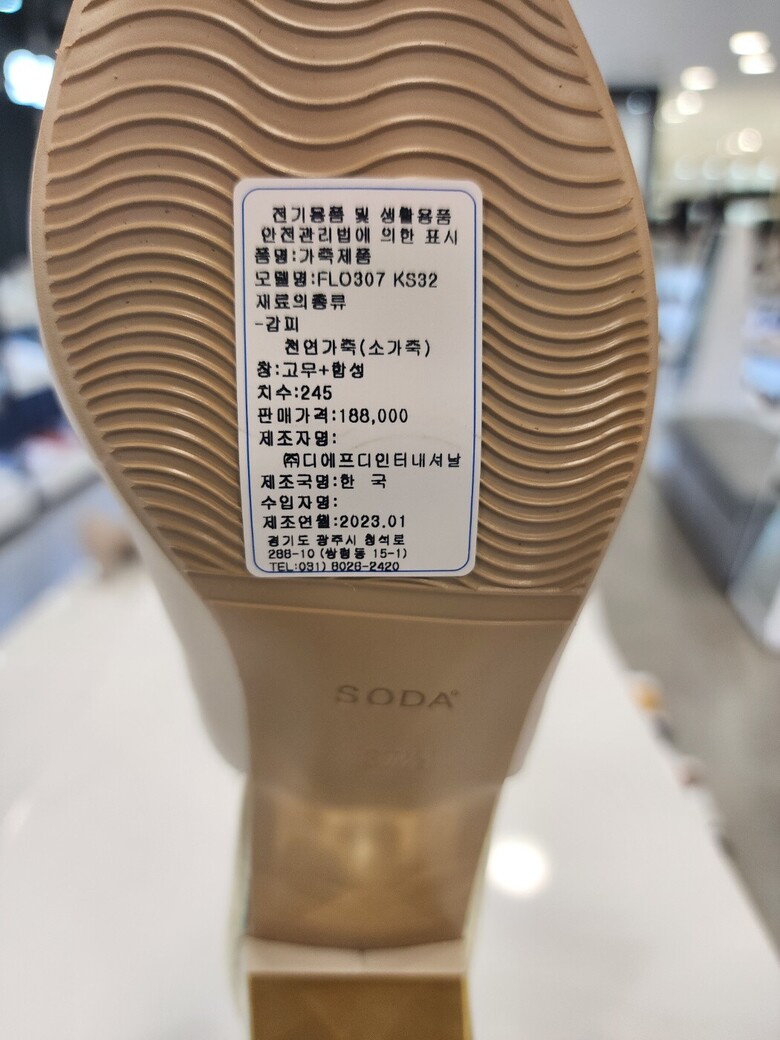 전기용품 및 생활용품
안전관리법에 의한 표시
품명:가죽제품
모델명:FLO307 KS32
재료의종류
-갑피
천연가죽(소가죽)
창:고무+합성
치수:245
판매가격:188,000
제조자명:
㈜디에프디인터내셔날
제조국명:한 국
수입자명:
제조연월:2023.01
경기도 광주시 청석로
288-10 (쌍령동 15-1)
TEL:031) 8028-2420
SODA